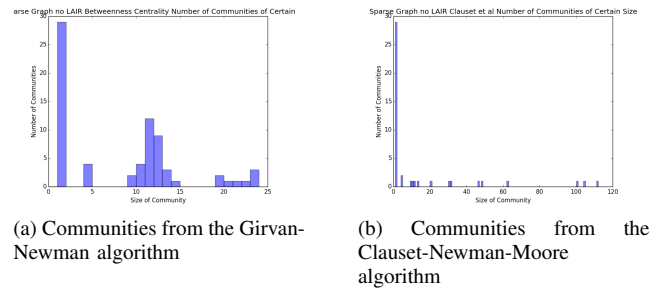 arse Graph no LAIR Betweenness Centrality Number of Communities of Certain
30
25
20
15
10
5
0
Number of Communities
0 5 10 15 20 25
Size of Community
Sparse Graph no LAIR Clauset et al Number of Communities of Certain Size
30
25
20
15
10
5
0
Number of Communities
0 20 40 60 80 100 120
Size of Community
(a) Communities from the Girvan-
Newman algorithm
(b) Communities from the
Clauset-Newman-Moore
algorithm